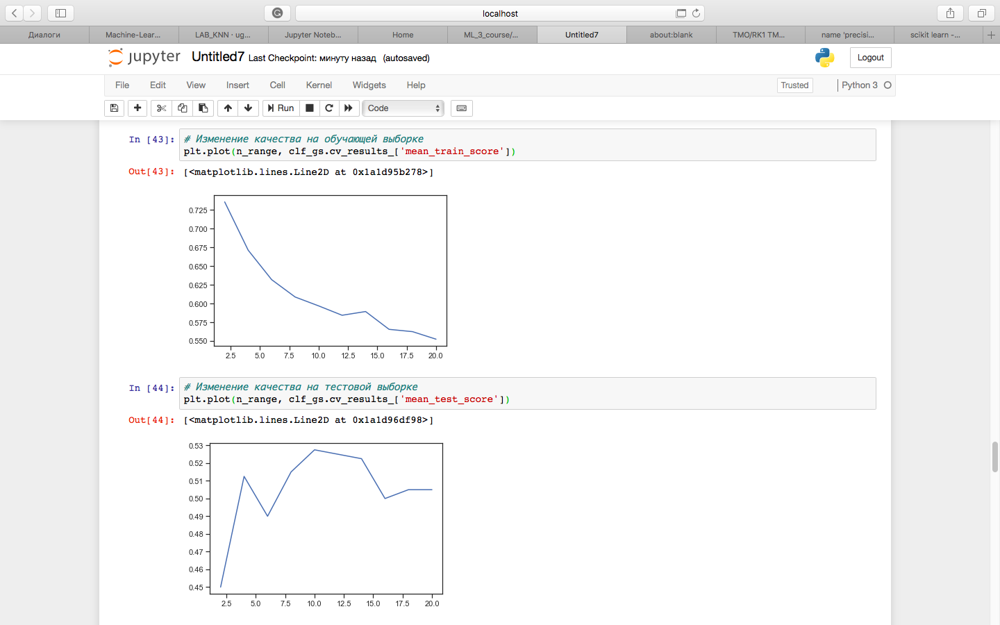 localhost
Диалоги
Machine-Lear...
LAB_KNN · ug...
Jupyter Noteb...
Home
ML_3_course/...
Untitled7
about:blank
TMO/RK1 TM...
name 'precisi...
scikit learn -...
jupyter Untitled7 Last Checkpoint: минуту назад (autosaved)
Logout
File Edit View Insert Cell Kernel Widgets Help
Trusted
Python 3
Run
Code
In [43]:
# Изменение качества на обучающей выборке
plt.plot(n_range, clf_gs.cv_results_['mean_train_score'])
Out[43]: [<matplotlib.lines.Line2D at 0x1a1d95b278>]
0.725
0.700
0.675
0.650
0.625
0.600
0.575
0.550
2.5 5.0 7.5 10.0 12.5 15.0 17.5 20.0
In [44]:
# Изменение качества на тестовой выборке
plt.plot(n_range, clf_gs.cv_results_['mean_test_score'])
Out[44]: [<matplotlib.lines.Line2D at 0x1a1d96df98>]
0.53
0.52
0.51
0.50
0.49
0.48
0.47
0.46
0.45
2.5 5.0 7.5 10.0 12.5 15.0 17.5 20.0